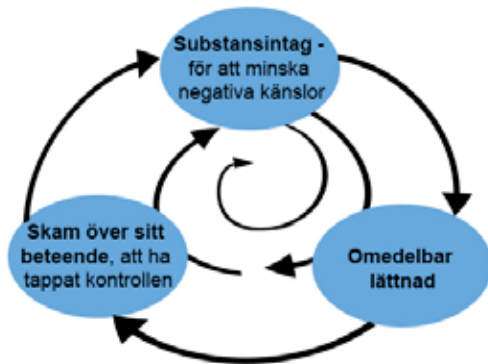 Substansintag -
för att minska
negativa känslor
Skam över sitt
beteende, att ha
tappat kontrollen
Omedelbar
lättnad